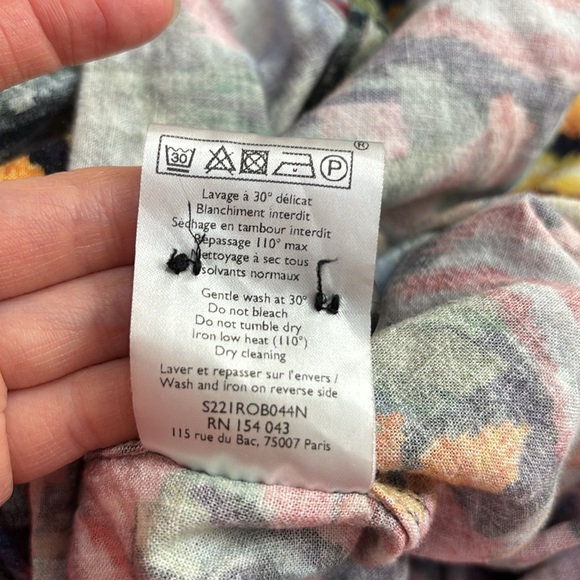 30 P ®
Lavage à 30° délicat
Blanchiment interdit
Séchage en tambour interdit
Repassage 110° max
Nettoyage à sec tous
solvants normaux
Gentle wash at 30°
Do not bleach
Do not tumble dry
Iron low heat (110°)
Dry cleaning
Laver et repasser sur l'envers /
Wash and iron on reverse side
S221ROB044N
RN 154 043
115 rue du Bac, 75007 Paris